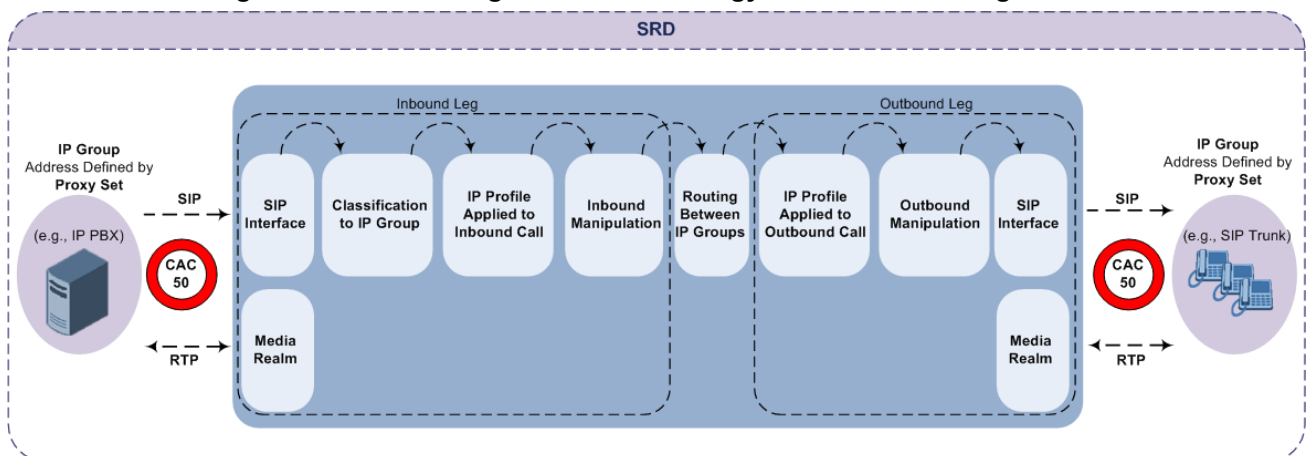 SRD
Inbound Leg
Outbound Leg
IP Group
Address Defined by
Proxy Set
(e.g., IP PBX)
SIP
CAC
50
RTP
SIP
Interface
Classification
to IP Group
IP Profile
Applied to
Inbound Call
Inbound
Manipulation
Routing
Between
IP Groups
IP Profile
Applied to
Outbound Call
Outbound
Manipulation
SIP
Interface
Media
Realm
Media
Realm
IP Group
Address Defined by
Proxy Set
SIP
(e.g., SIP Trunk)
CAC
50
RTP